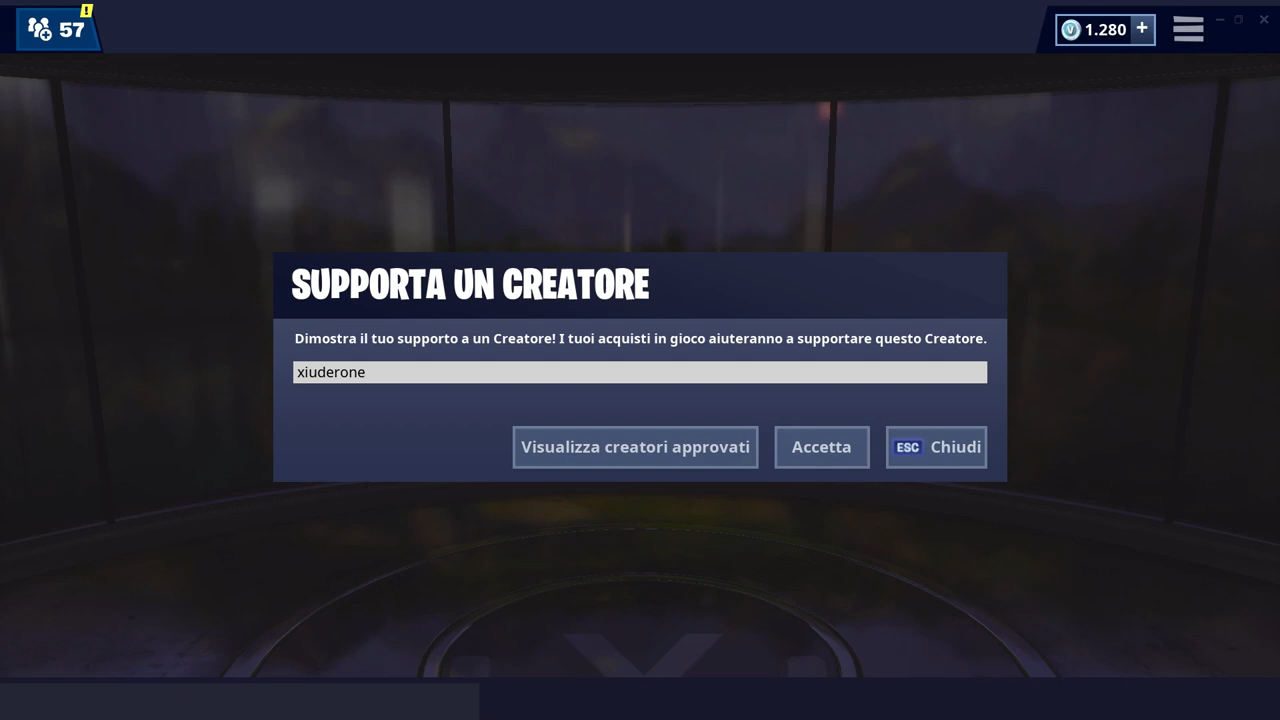 57
!
1.280 +
SUPPORTA UN CREATORE
Dimostra il tuo supporto a un Creatore! I tuoi acquisti in gioco aiuteranno a supportare questo Creatore.
xiuderone
Visualizza creatori approvati
Accetta
ESC Chiudi